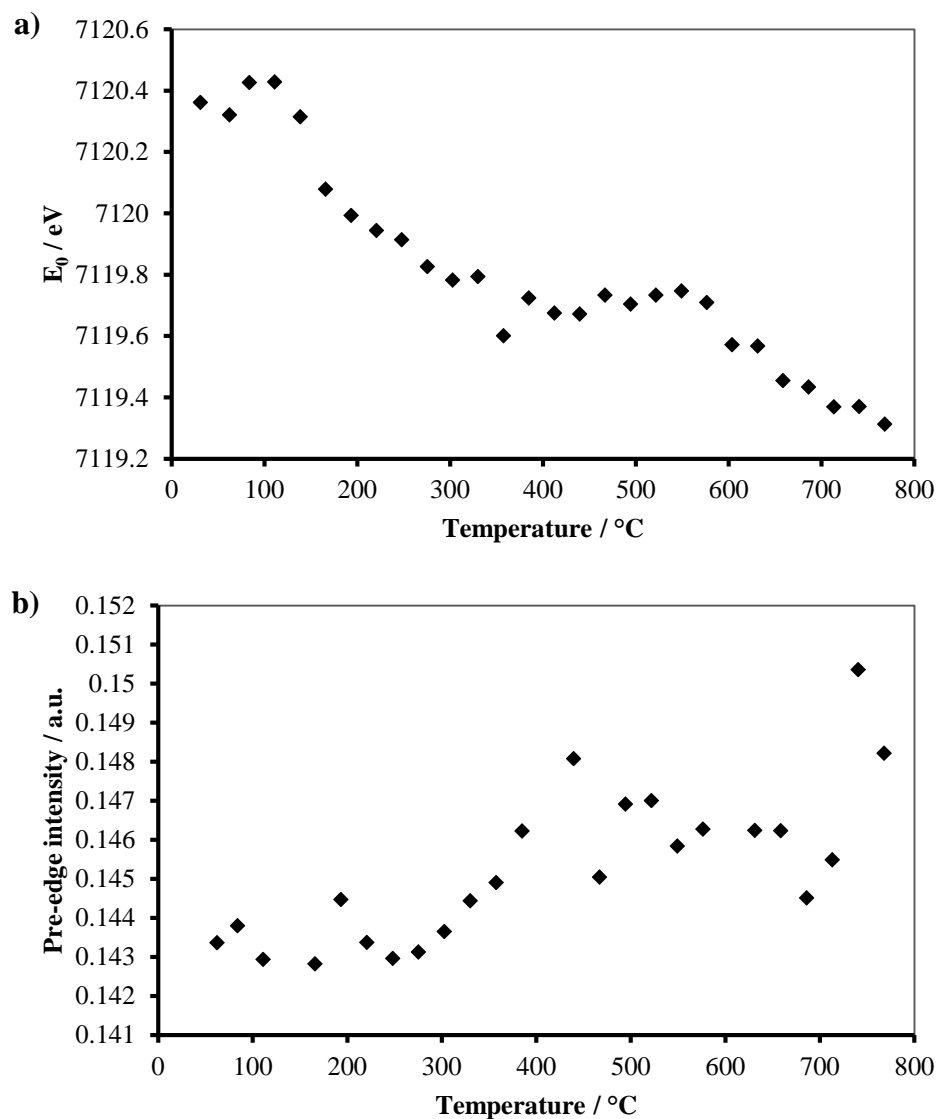 a)
7120.6
7120.4
7120.2
7120
7119.8
7119.6
7119.4
7119.2
E₀ / eV
0 100 200 300 400 500 600 700 800
Temperature / °C
b)
0.152
0.151
0.15
0.149
0.148
0.147
0.146
0.145
0.144
0.143
0.142
0.141
Pre-edge intensity / a.u.
0 100 200 300 400 500 600 700 800
Temperature / °C